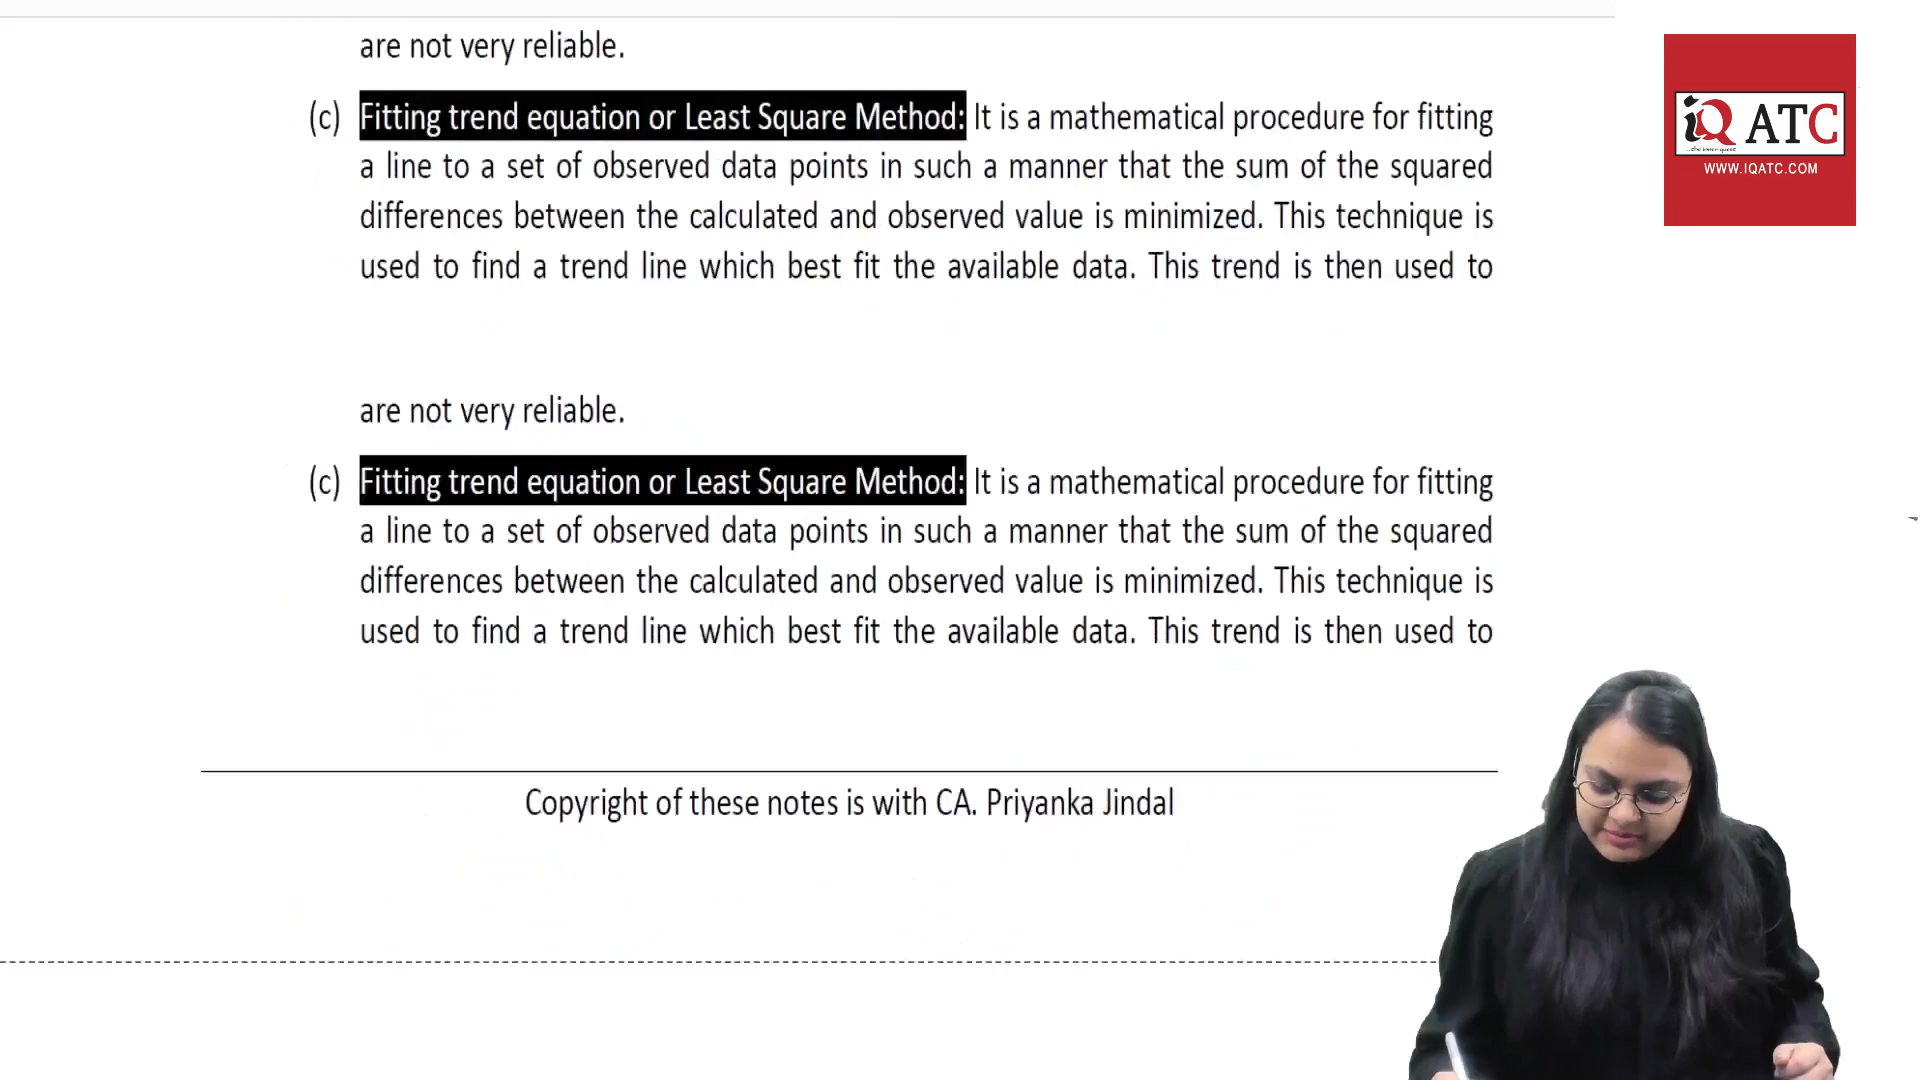 are not very reliable.
(c) Fitting trend equation or Least Square Method: It is a mathematical procedure for fitting
a line to a set of observed data points in such a manner that the sum of the squared
differences between the calculated and observed value is minimized. This technique is
used to find a trend line which best fit the available data. This trend is then used to
iQ ATC
...the inner quest
WWW.IQATC.COM
are not very reliable.
(c) Fitting trend equation or Least Square Method: It is a mathematical procedure for fitting
a line to a set of observed data points in such a manner that the sum of the squared
differences between the calculated and observed value is minimized. This technique is
used to find a trend line which best fit the available data. This trend is then used to
Copyright of these notes is with CA. Priyanka Jindal